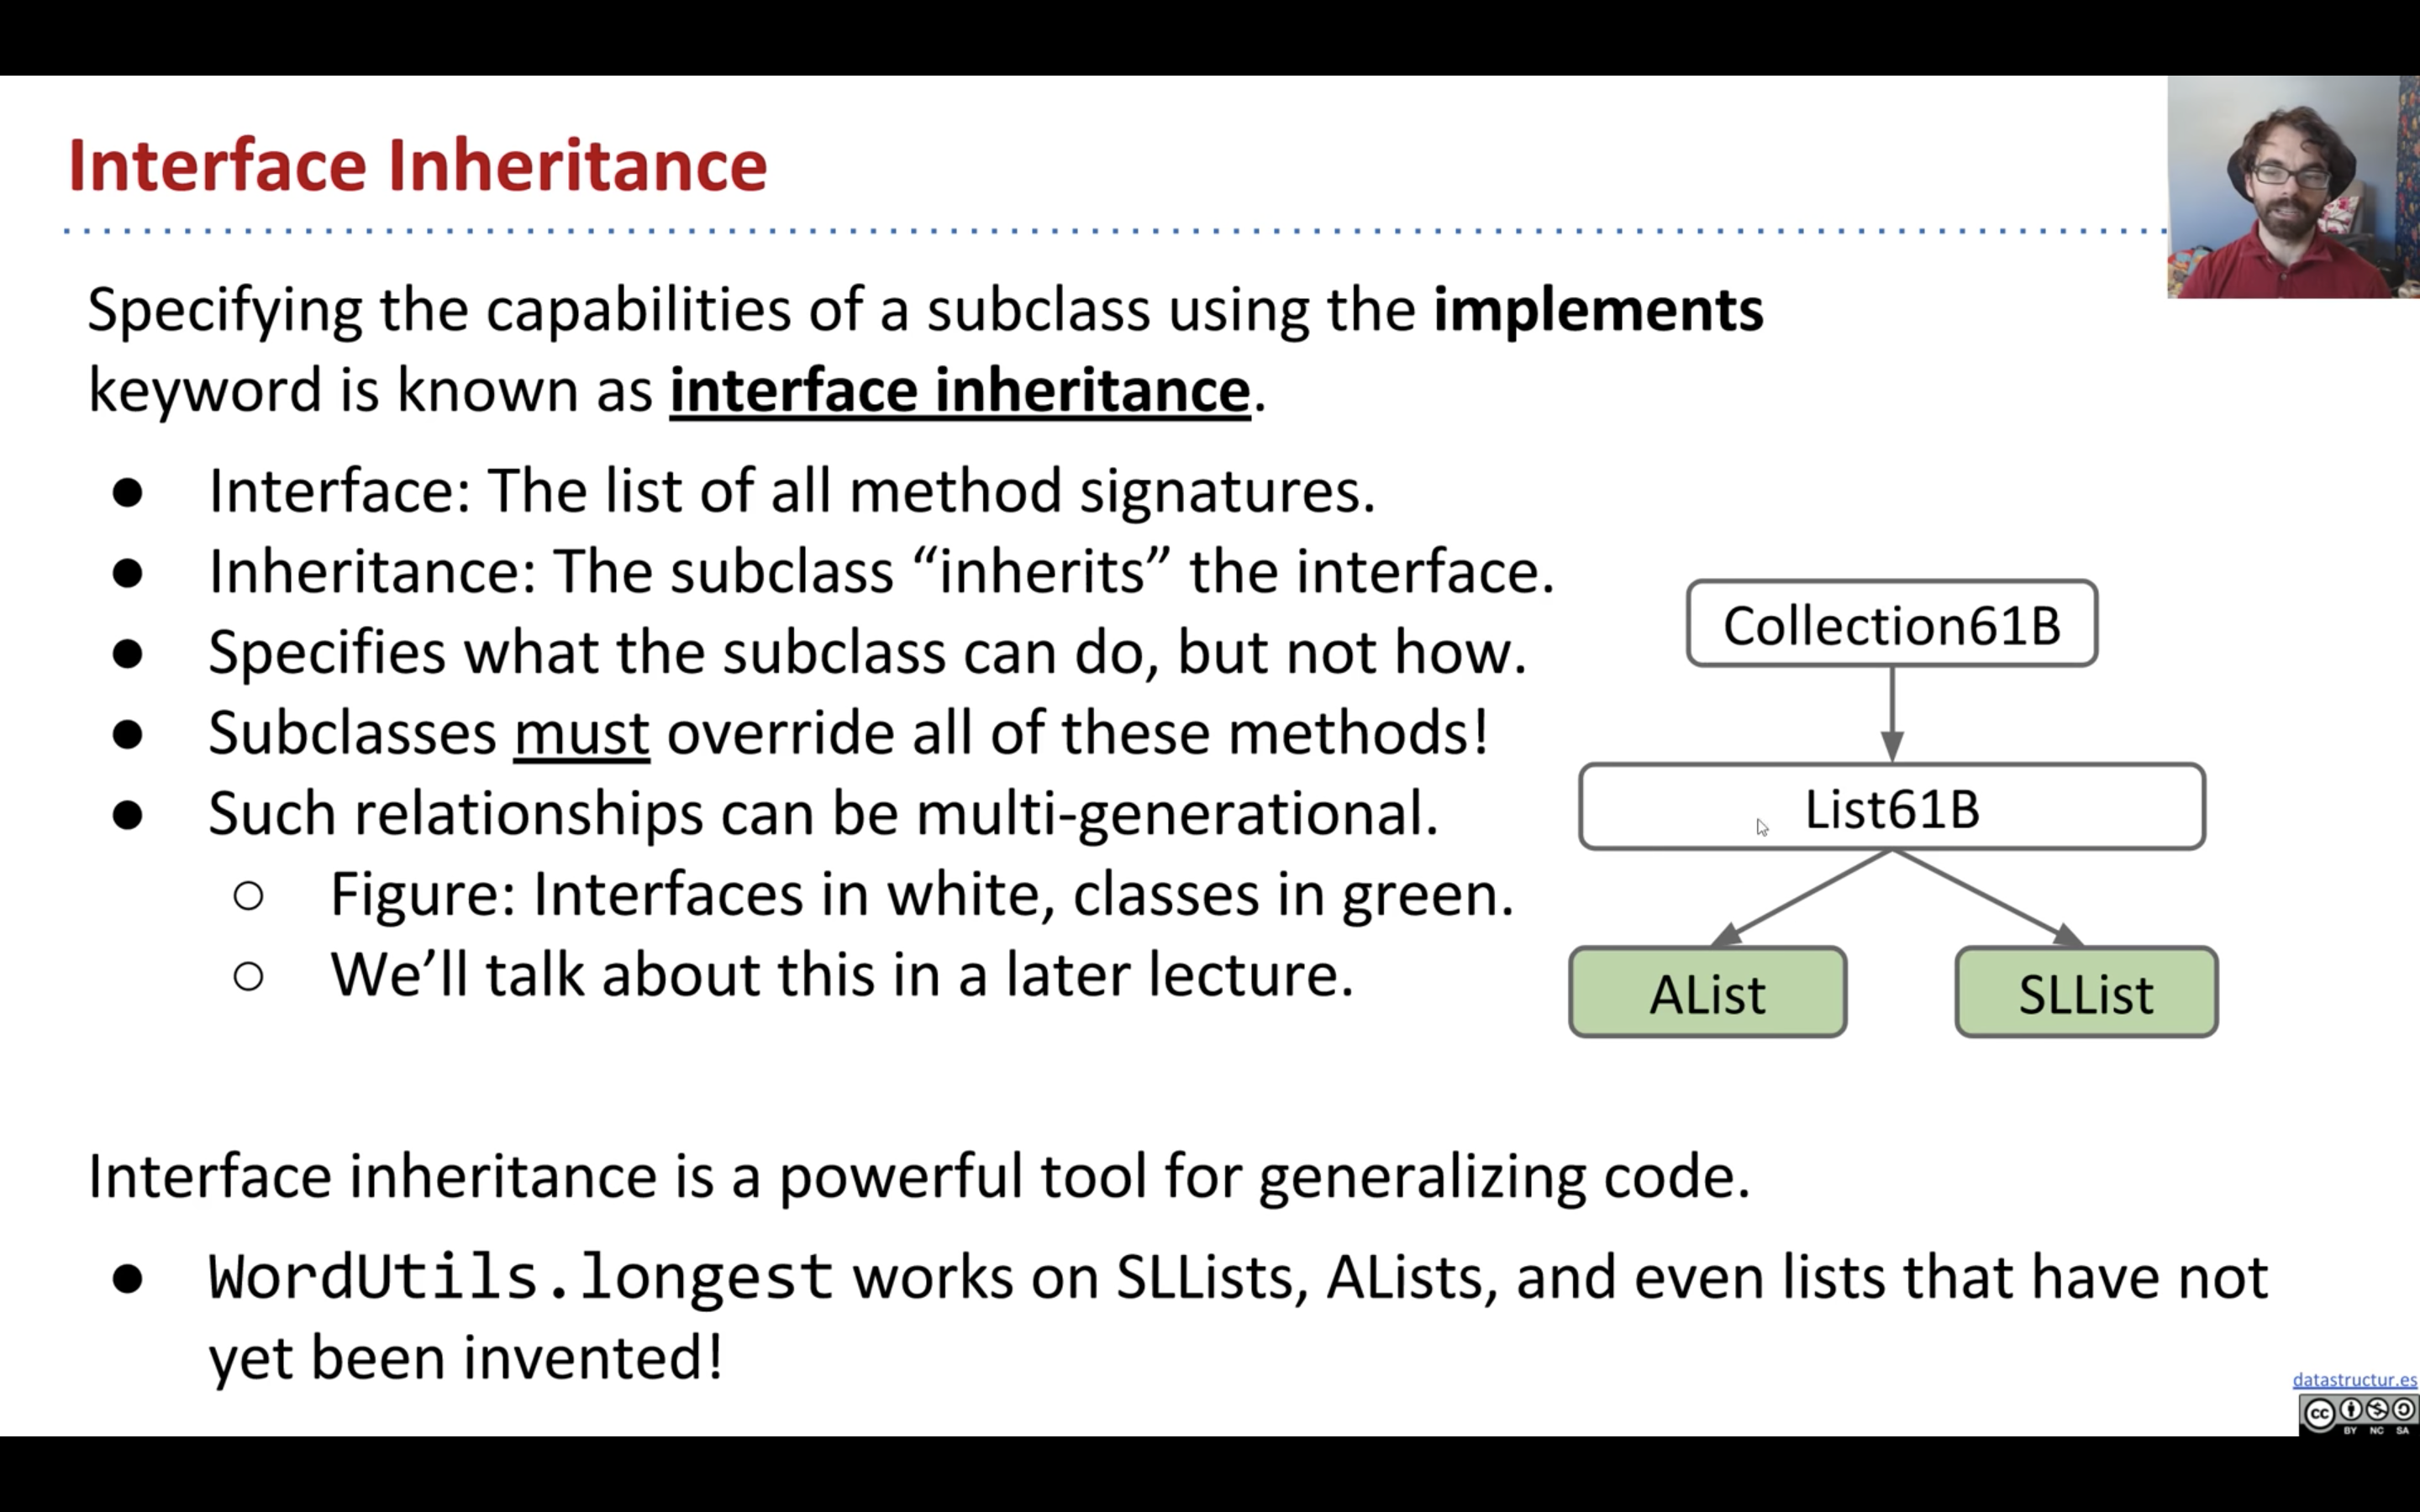 Interface Inheritance
Specifying the capabilities of a subclass using the implements
keyword is known as interface inheritance.
● Interface: The list of all method signatures.
● Inheritance: The subclass “inherits” the interface.
● Specifies what the subclass can do, but not how.
● Subclasses must override all of these methods!
● Such relationships can be multi-generational.
○ Figure: Interfaces in white, classes in green.
○ We’ll talk about this in a later lecture.
Collection61B
List61B
AList
SLList
Interface inheritance is a powerful tool for generalizing code.
● WordUtils.longest works on SLLists, ALists, and even lists that have not
yet been invented!
datastructur.es
cc
BY NC SA